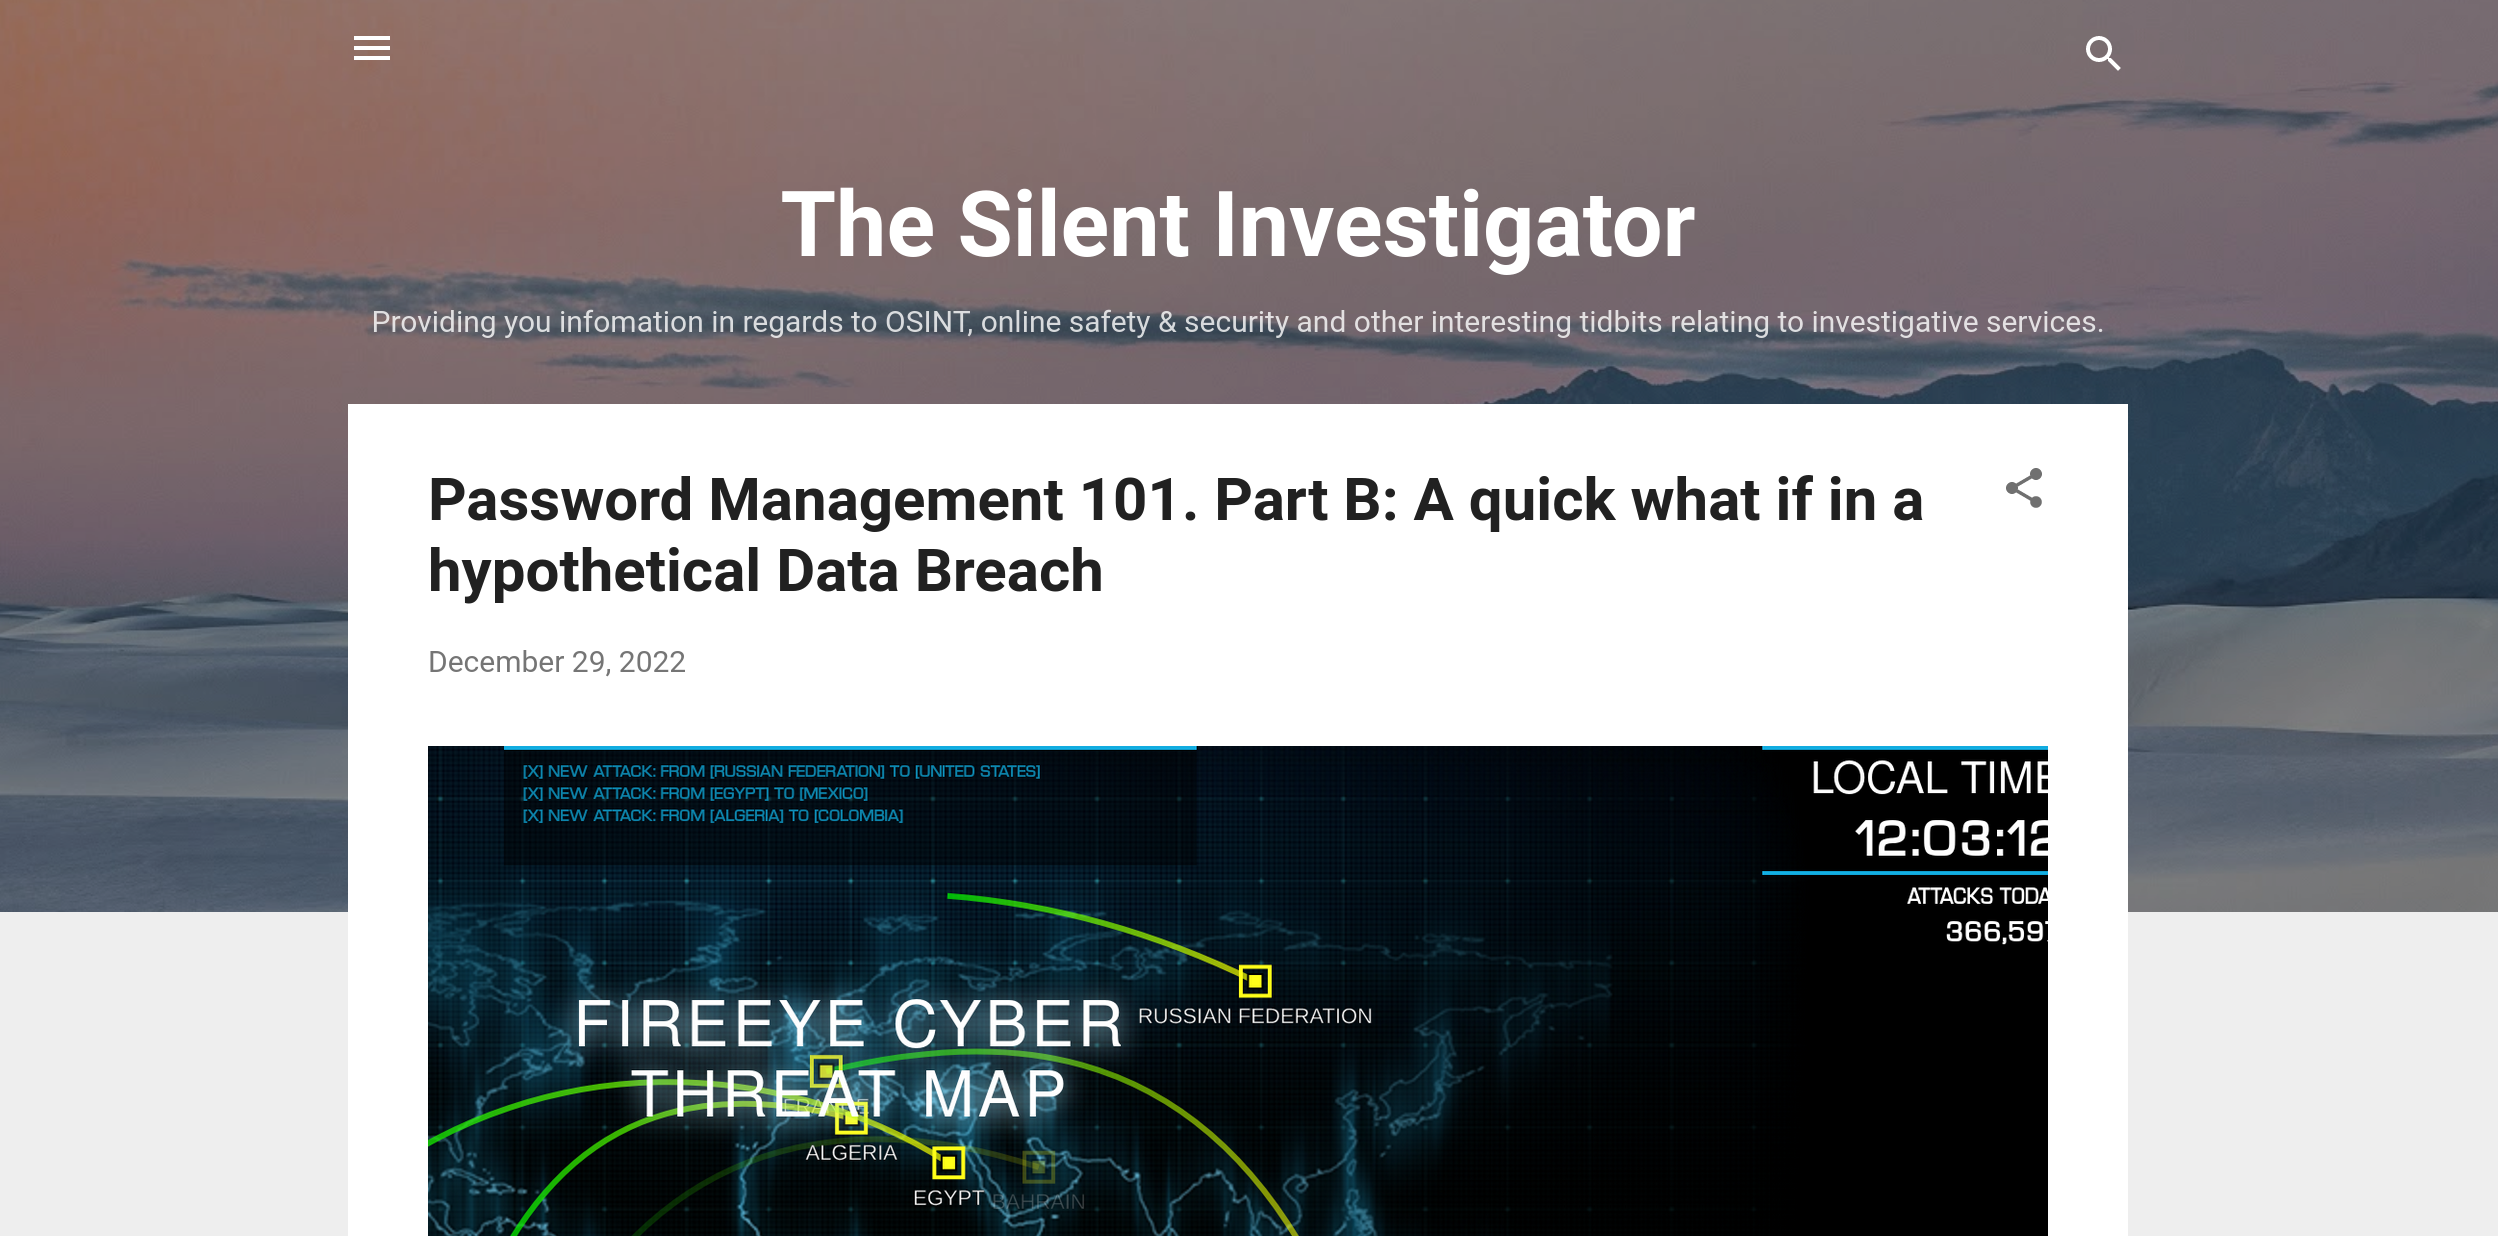 The Silent Investigator
Providing you infomation in regards to OSINT, online safety & security and other interesting tidbits relating to investigative services.
Password Management 101. Part B: A quick what if in a
hypothetical Data Breach
December 29, 2022
[X] NEW ATTACK: FROM [RUSSIAN FEDERATION] TO [UNITED STATES]
[X] NEW ATTACK: FROM [EGYPT] TO [MEXICO]
[X] NEW ATTACK: FROM [ALGERIA] TO [COLOMBIA]
LOCAL TIME
12:03:12
ATTACKS TODA
366,597
RUSSIAN FEDERATION
FIREEYE CYBER
THREAT MAP
FRANCE
ALGERIA
EGYPT
BAHRAIN